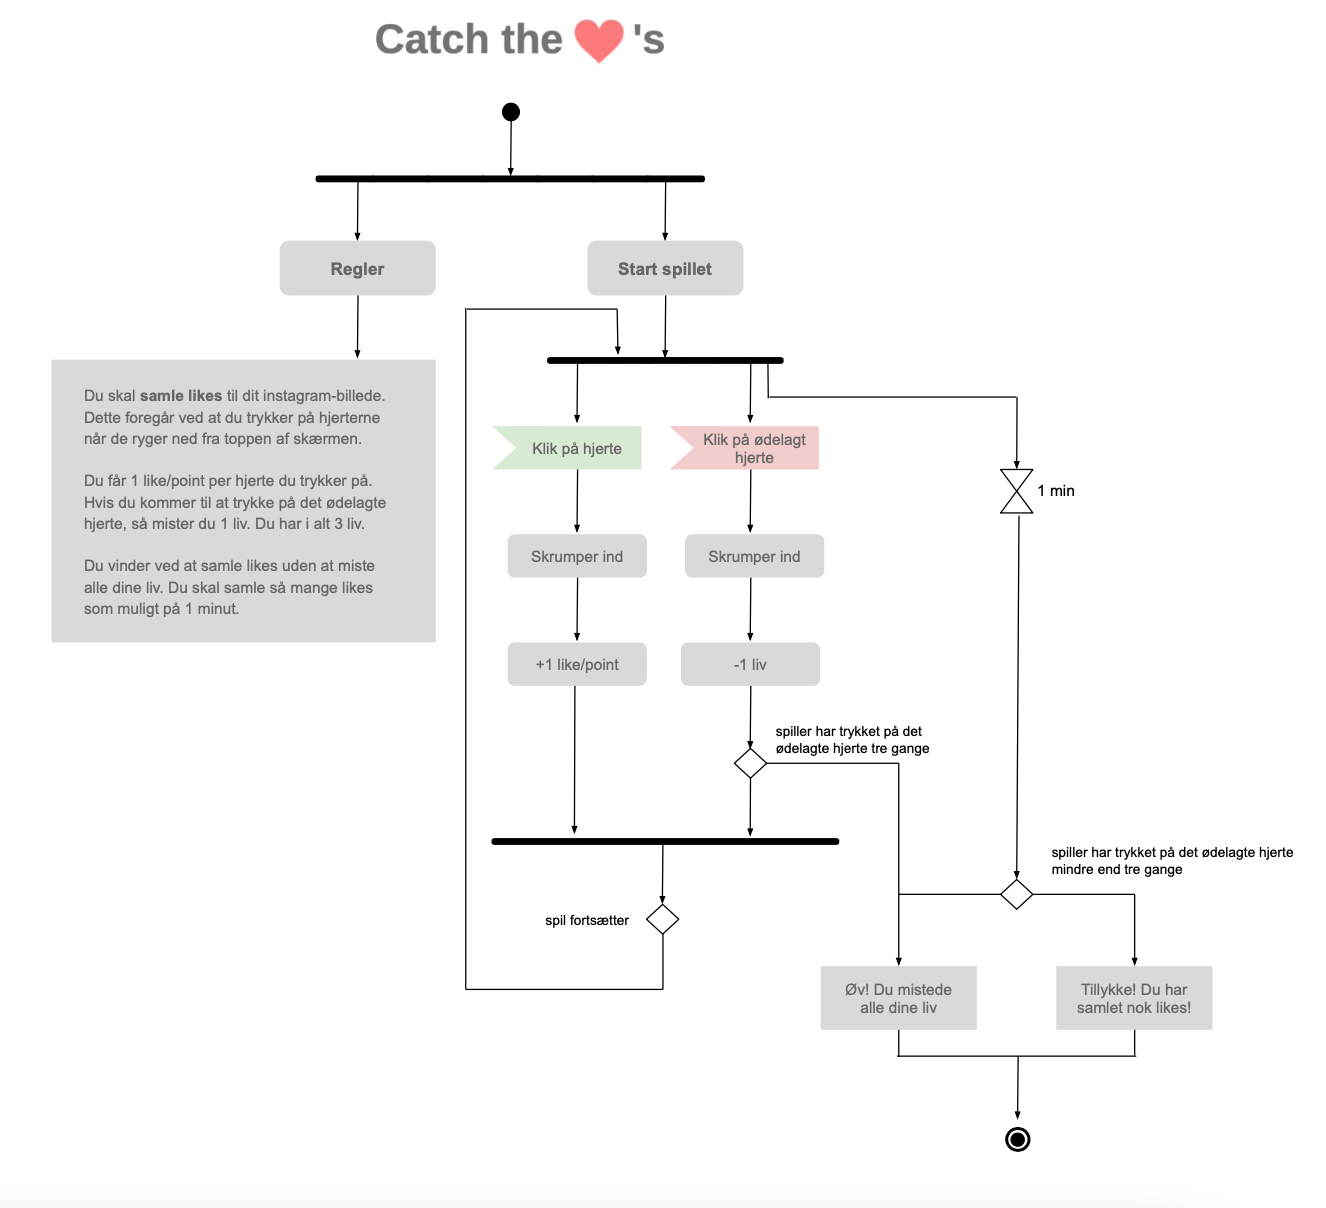 Catch the ❤'s
Regler
Start spillet
Du skal samle likes til dit instagram-billede.
Dette foregår ved at du trykker på hjerterne
når de ryger ned fra toppen af skærmen.
Du får 1 like/point per hjerte du trykker på.
Hvis du kommer til at trykke på det ødelagte
hjerte, så mister du 1 liv. Du har i alt 3 liv.
Du vinder ved at samle likes uden at miste
alle dine liv. Du skal samle så mange likes
som muligt på 1 minut.
Klik på hjerte
Klik på ødelagt
hjerte
1 min
Skrumper ind
Skrumper ind
+1 like/point
-1 liv
spiller har trykket på det
ødelagte hjerte tre gange
spiller har trykket på det ødelagte hjerte
mindre end tre gange
spil fortsætter
Øv! Du mistede
alle dine liv
Tillykke! Du har
samlet nok likes!